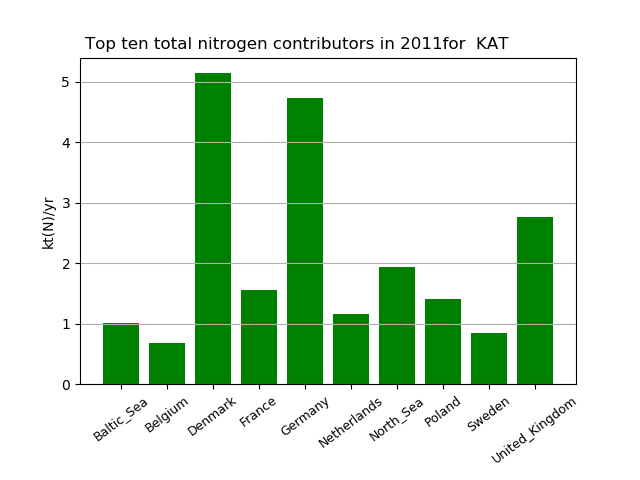 Top ten total nitrogen contributors in 2011for  KAT
kt(N)/yr
5
4
3
2
1
0
Baltic_Sea
Belgium
Denmark
France
Germany
Netherlands
North_Sea
Poland
Sweden
United_Kingdom